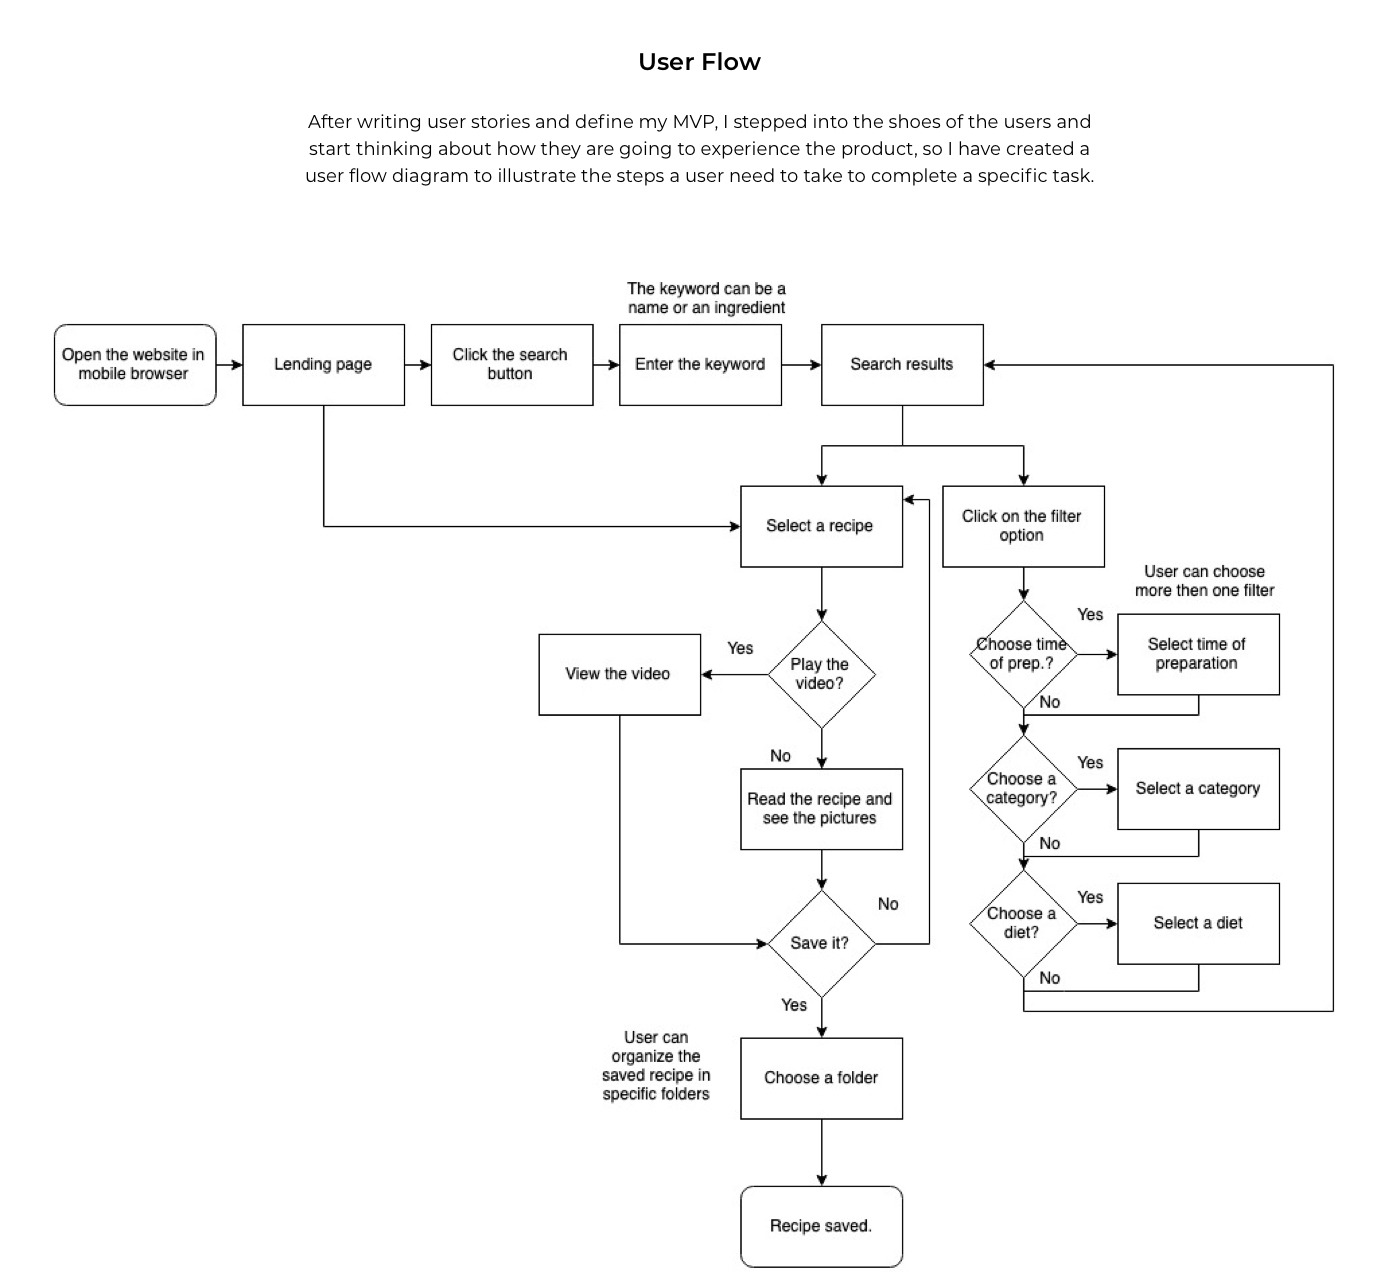 User Flow
After writing user stories and define my MVP, I stepped into the shoes of the users and
start thinking about how they are going to experience the product, so I have created a
user flow diagram to illustrate the steps a user need to take to complete a specific task.
The keyword can be a
name or an ingredient
Open the website in
mobile browser
Lending page
Click the search
button
Enter the keyword
Search results
Select a recipe
Click on the filter
option
User can choose
more then one filter
Yes
Choose time
of prep.?
Select time of
preparation
No
Yes
View the video
Play the
video?
No
Yes
Choose a
category?
Select a category
No
Read the recipe and
see the pictures
Yes
Choose a
diet?
Select a diet
No
No
Save it?
Yes
User can
organize the
saved recipe in
specific folders
Choose a folder
Recipe saved.